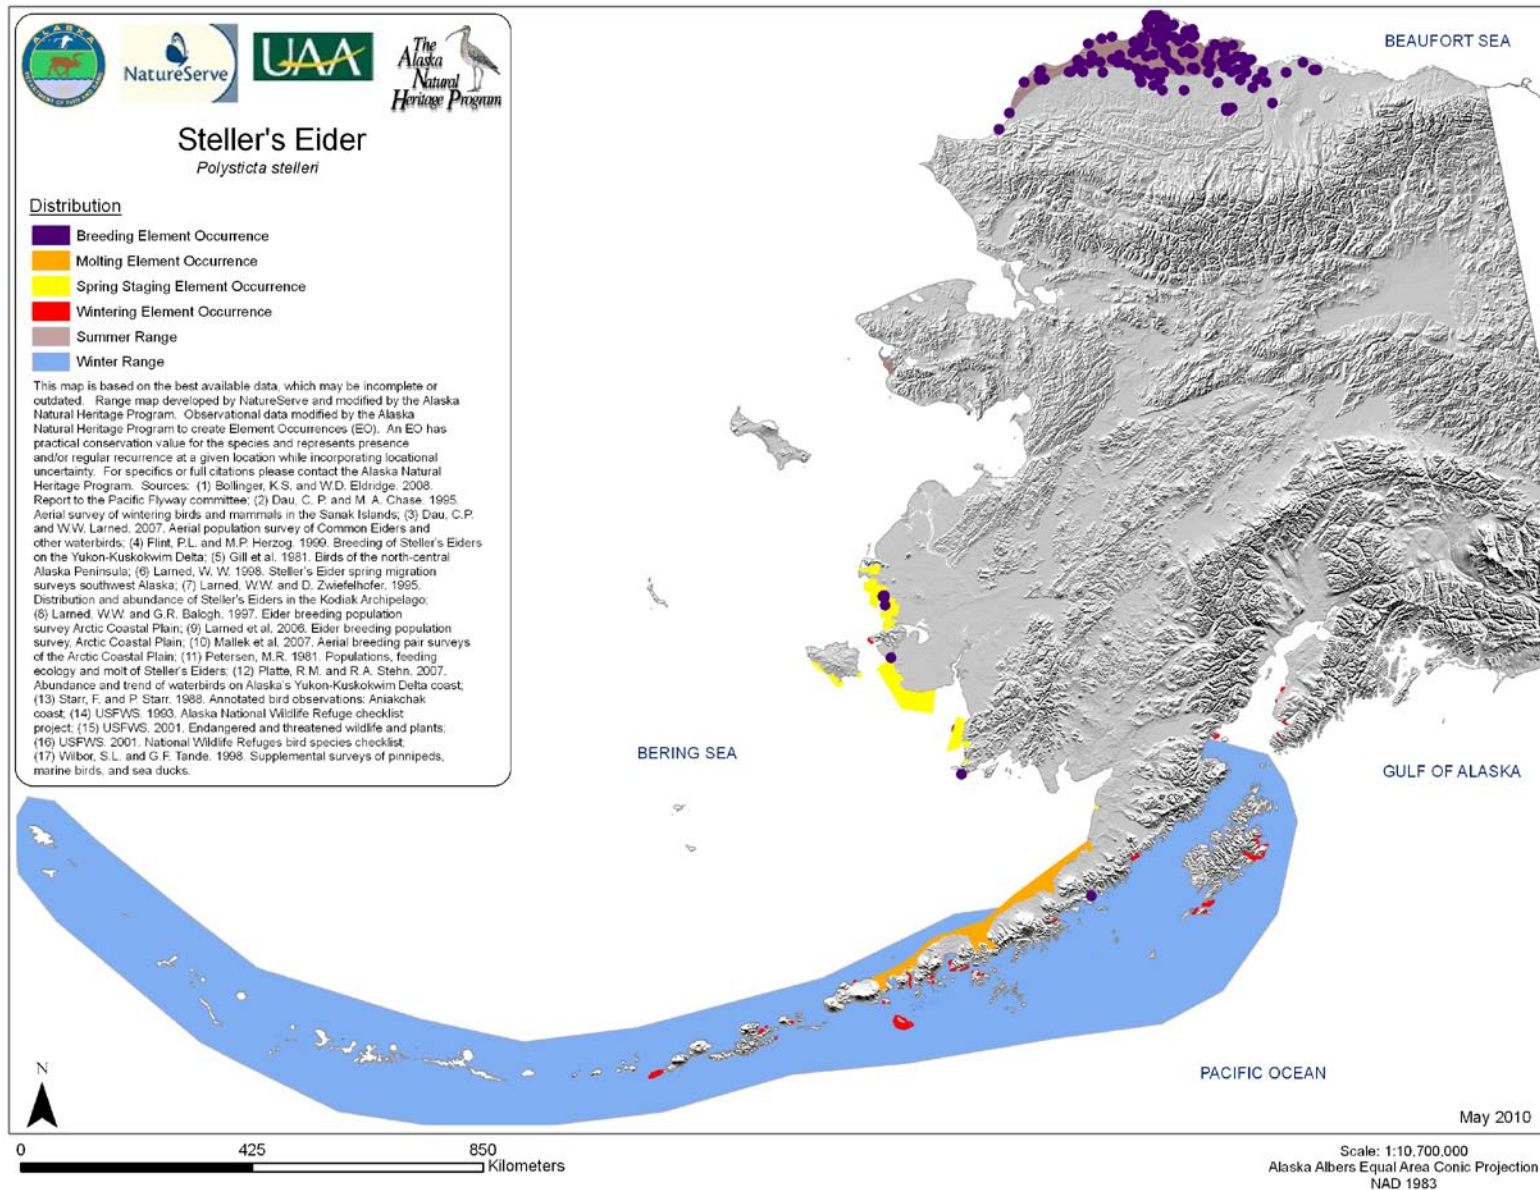 ALASKA
DEPARTMENT OF FISH AND GAME
NatureServe
UAA
The
Alaska
Natural
Heritage Program
Steller's Eider
Polysticta stelleri
Distribution
Breeding Element Occurrence
Molting Element Occurrence
Spring Staging Element Occurrence
Wintering Element Occurrence
Summer Range
Winter Range
This map is based on the best available data, which may be incomplete or
outdated. Range map developed by NatureServe and modified by the Alaska
Natural Heritage Program. Observational data modified by the Alaska
Natural Heritage Program to create Element Occurrences (EO). An EO has
practical conservation value for the species and represents presence
and/or regular recurrence at a given location while incorporating locational
uncertainty. For specifics or full citations please contact the Alaska Natural
Heritage Program. Sources: (1) Bollinger, K.S. and W.D. Eldridge. 2008.
Report to the Pacific Flyway committee; (2) Dau, C. P. and M. A. Chase. 1995.
Aerial survey of wintering birds and mammals in the Sanak Islands; (3) Dau, C.P.
and W.W. Larned. 2007. Aerial population survey of Common Eiders and
other waterbirds; (4) Flint, P.L. and M.P. Herzog. 1999. Breeding of Steller's Eiders
on the Yukon-Kuskokwim Delta; (5) Gill et al. 1981. Birds of the north-central
Alaska Peninsula; (6) Larned, W. W. 1998. Steller's Eider spring migration
surveys southwest Alaska; (7) Larned, W.W. and D. Zwiefelhofer. 1995.
Distribution and abundance of Steller's Eiders in the Kodiak Archipelago;
(8) Larned, W.W. and G.R. Balogh. 1997. Eider breeding population
survey Arctic Coastal Plain; (9) Larned et al. 2006. Eider breeding population
survey, Arctic Coastal Plain; (10) Mallek et al. 2007. Aerial breeding pair surveys
of the Arctic Coastal Plain; (11) Petersen, M.R. 1981. Populations, feeding
ecology and molt of Steller's Eiders; (12) Platte, R.M. and R.A. Stehn. 2007.
Abundance and trend of waterbirds on Alaska's Yukon-Kuskokwim Delta coast;
(13) Starr, F. and P. Starr. 1988. Annotated bird observations: Aniakchak
coast; (14) USFWS. 1993. Alaska National Wildlife Refuge checklist
project; (15) USFWS. 2001. Endangered and threatened wildlife and plants;
(16) USFWS. 2001. National Wildlife Refuges bird species checklist;
(17) Wilbor, S.L. and G.F. Tande. 1998. Supplemental surveys of pinnipeds,
marine birds, and sea ducks.
BEAUFORT SEA
BERING SEA
GULF OF ALASKA
PACIFIC OCEAN
N
May 2010
0 425 850
Kilometers
Scale: 1:10,700,000
Alaska Albers Equal Area Conic Projection
NAD 1983